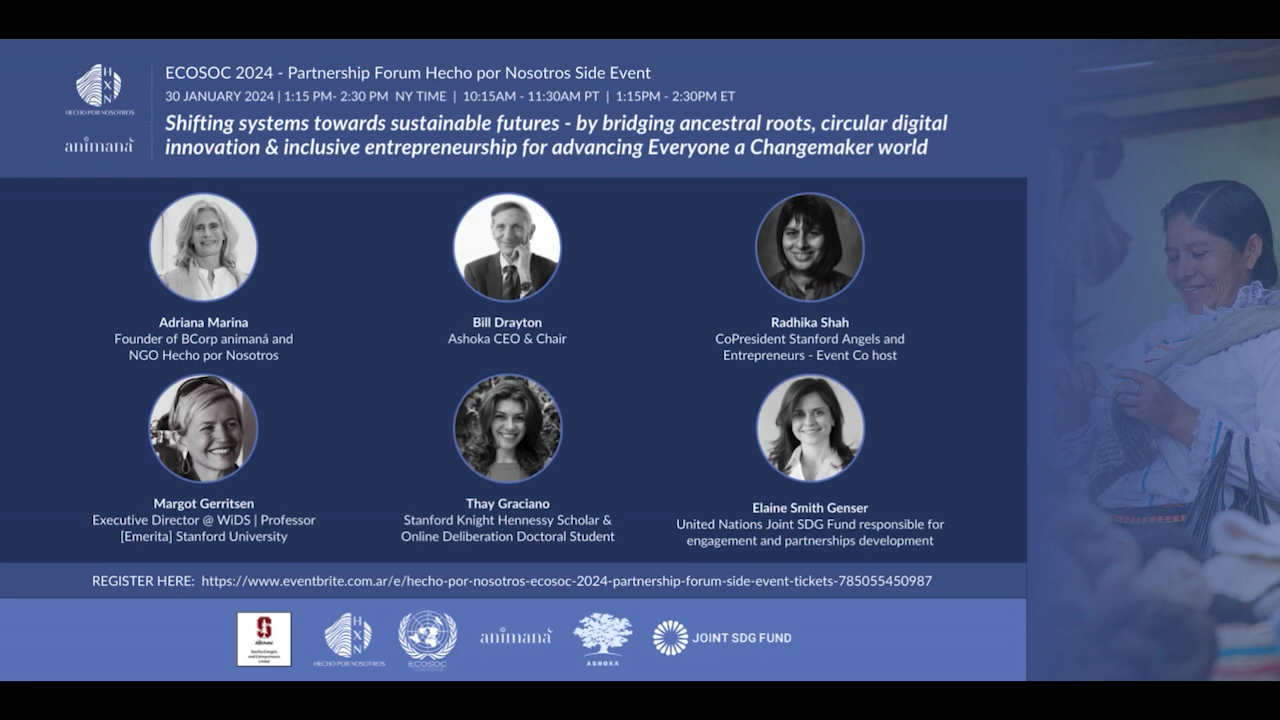 HXN
HECHO POR NOSOTROS
animaná
ECOSOC 2024 - Partnership Forum Hecho por Nosotros Side Event
30 JANUARY 2024 | 1:15 PM- 2:30 PM  NY TIME  |  10:15AM - 11:30AM PT  |  1:15PM - 2:30PM ET
Shifting systems towards sustainable futures - by bridging ancestral roots, circular digital
innovation & inclusive entrepreneurship for advancing Everyone a Changemaker world
Adriana Marina
Founder of BCorp animaná and
NGO Hecho por Nosotros
Bill Drayton
Ashoka CEO & Chair
Radhika Shah
CoPresident Stanford Angels and
Entrepreneurs - Event Co host
Margot Gerritsen
Executive Director @ WiDS | Professor
[Emerita] Stanford University
Thay Graciano
Stanford Knight Hennessy Scholar &
Online Deliberation Doctoral Student
Elaine Smith Genser
United Nations Joint SDG Fund responsible for
engagement and partnerships development
REGISTER HERE:  https://www.eventbrite.com.ar/e/hecho-por-nosotros-ecosoc-2024-partnership-forum-side-event-tickets-785055450987
S
alumni
Stanford Angels
and Entrepreneurs
HXN
HECHO POR NOSOTROS
ECOSOC
animaná
ASHOKA
JOINT SDG FUND